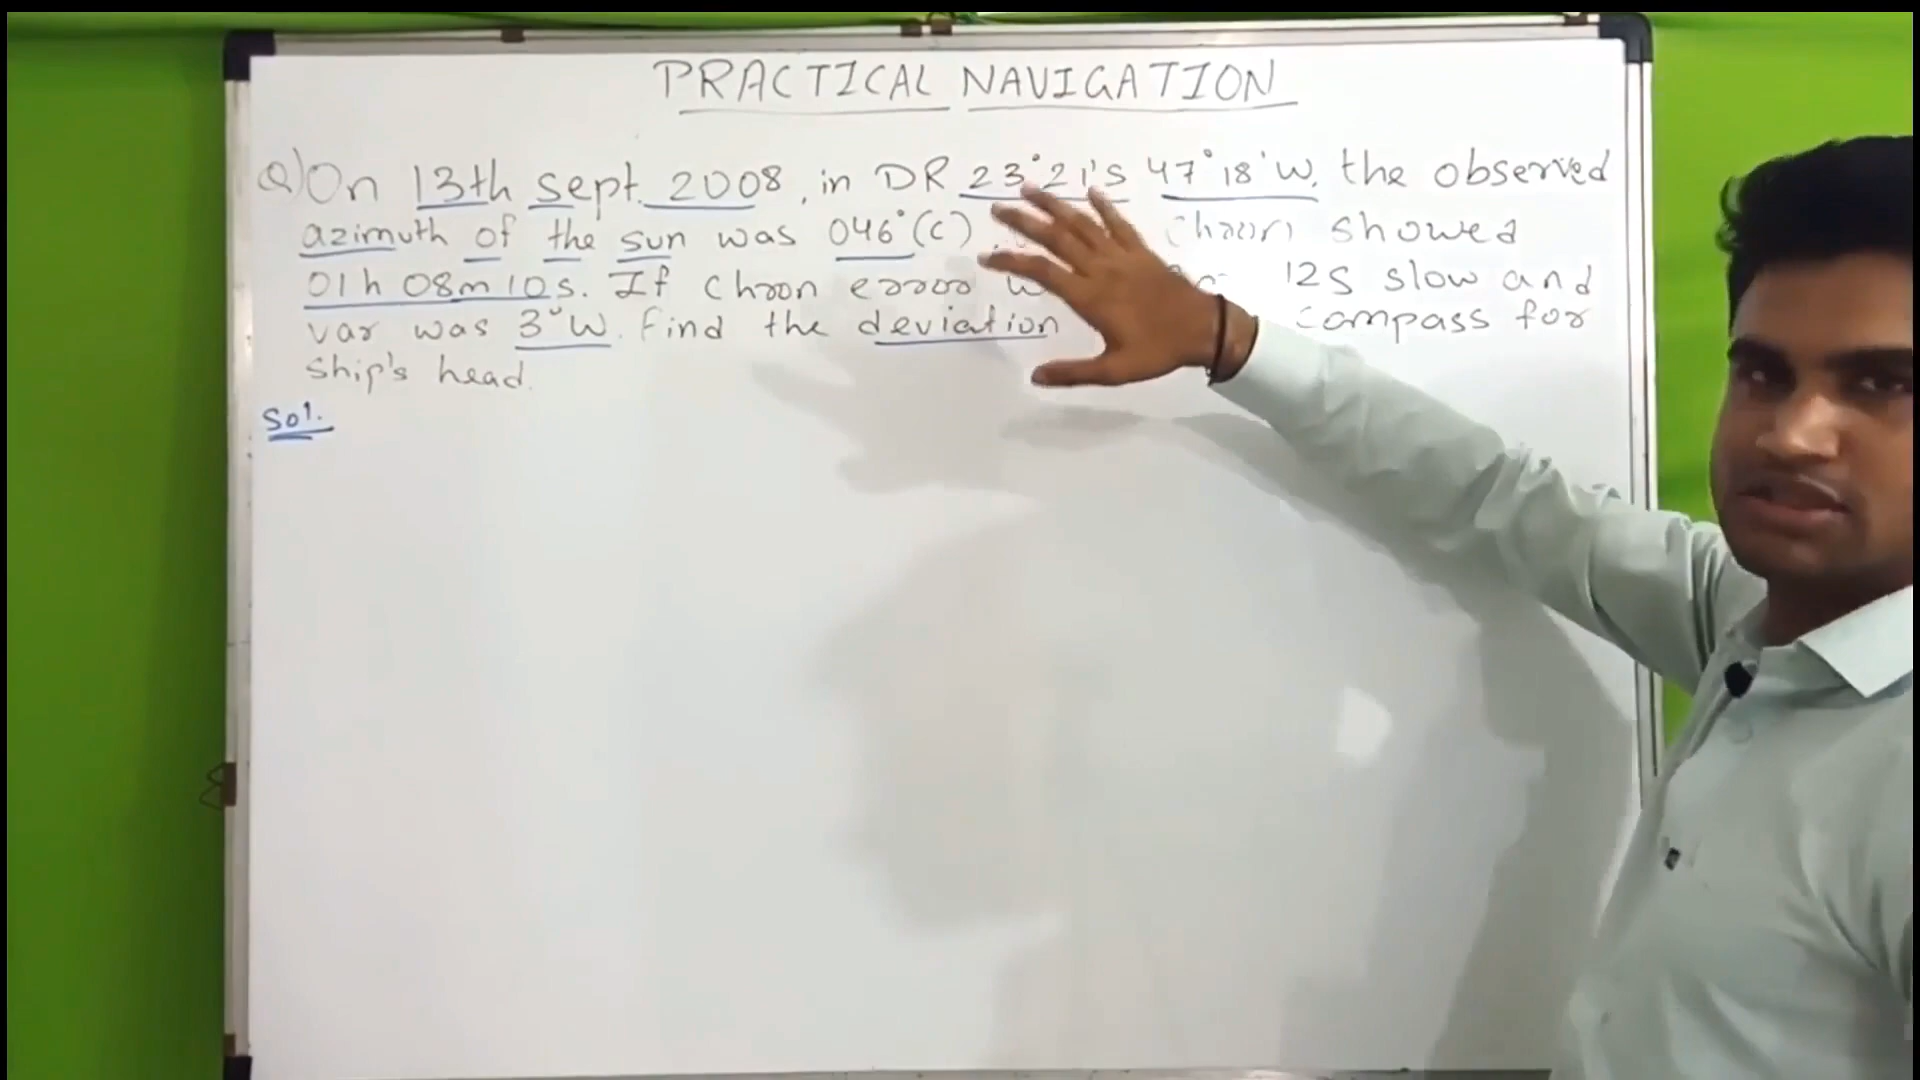 PRACTICAL NAVIGATION
Q) On 13th Sept. 2008, in DR 23°21's 47°18'W, the observed
azimuth of the sun was 046°(C), chron showed
01h 08m 10s. If chron error 12s slow and
var was 3°W. Find the deviation compass for
ship's head.
Sol.